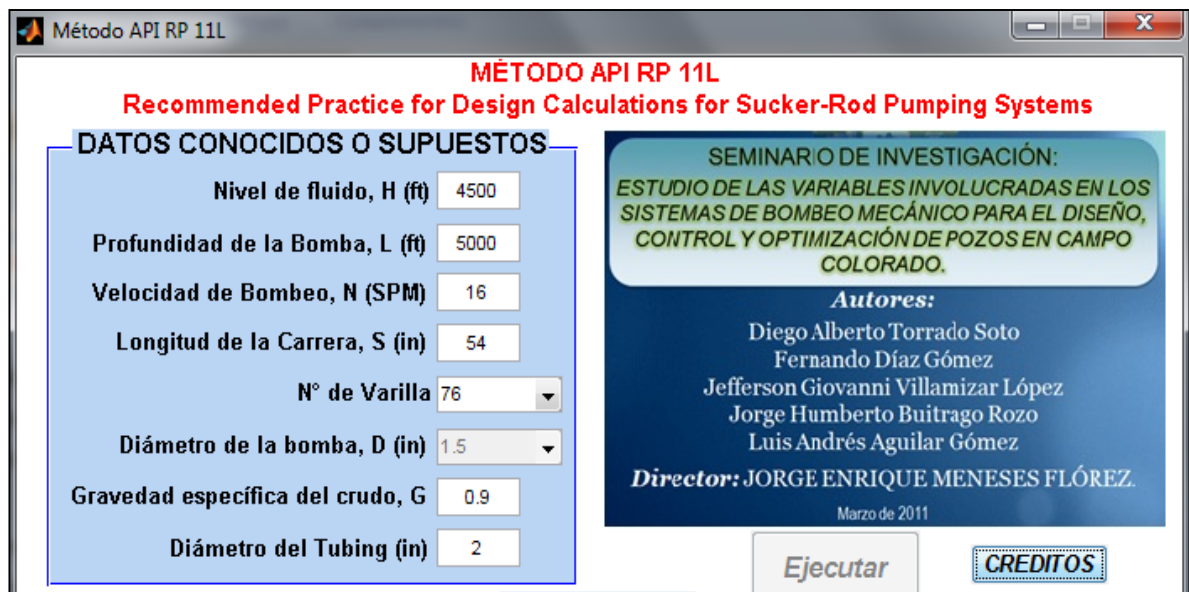 Método API RP 11L
MÉTODO API RP 11L
Recommended Practice for Design Calculations for Sucker-Rod Pumping Systems
DATOS CONOCIDOS O SUPUESTOS
Nivel de fluido, H (ft) 4500
Profundidad de la Bomba, L (ft) 5000
Velocidad de Bombeo, N (SPM) 16
Longitud de la Carrera, S (in) 54
N° de Varilla 76
Diámetro de la bomba, D (in) 1.5
Gravedad específica del crudo, G 0.9
Diámetro del Tubing (in) 2
SEMINARIO DE INVESTIGACIÓN:
ESTUDIO DE LAS VARIABLES INVOLUCRADAS EN LOS
SISTEMAS DE BOMBEO MECÁNICO PARA EL DISEÑO,
CONTROL Y OPTIMIZACIÓN DE POZOS EN CAMPO
COLORADO.
Autores:
Diego Alberto Torrado Soto
Fernando Díaz Gómez
Jefferson Giovanni Villamizar López
Jorge Humberto Buitrago Rozo
Luis Andrés Aguilar Gómez
Director: JORGE ENRIQUE MENESES FLÓREZ.
Marzo de 2011
Ejecutar
CREDITOS